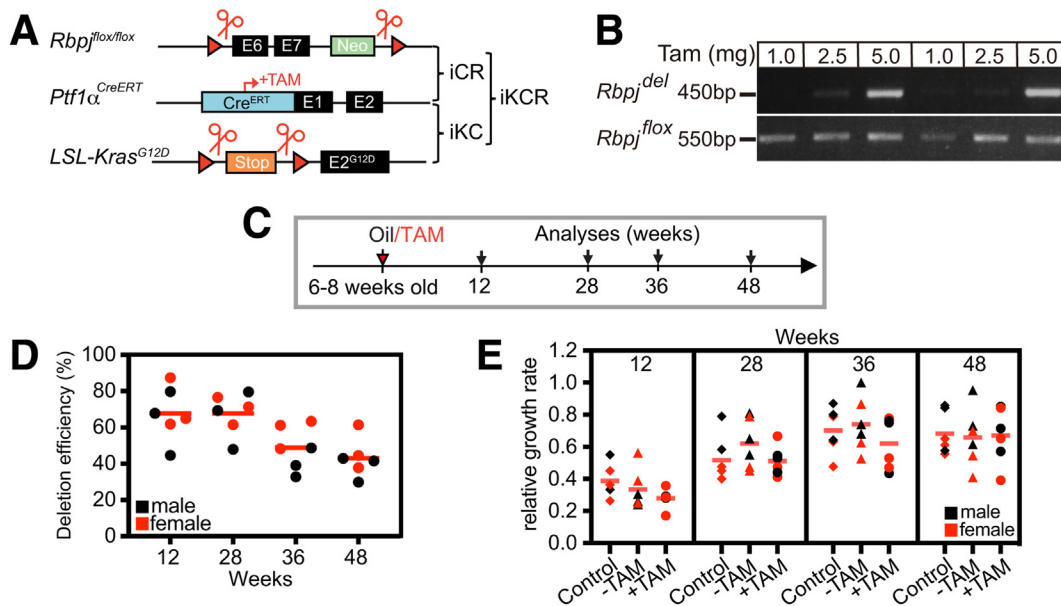 A
Rbpj^flox/flox
E6 E7 Neo
+TAM
Ptf1α^CreERT
Cre^ERT E1 E2
LSL-Kras^G12D
Stop E2^G12D
iCR
iKC
iKCR
B
Tam (mg)
1.0 2.5 5.0 1.0 2.5 5.0
Rbpj^del 450bp
Rbpj^flox 550bp
C
Oil/TAM Analyses (weeks)
6-8 weeks old 12 28 36 48
D
Deletion efficiency (%)
100
80
60
40
20
0
male
female
12 28 36 48
Weeks
E
Weeks
12 28 36 48
relative growth rate
1.2
1.0
0.8
0.6
0.4
0.2
0.0
male
female
Control -TAM +TAM Control -TAM +TAM Control -TAM +TAM Control -TAM +TAM